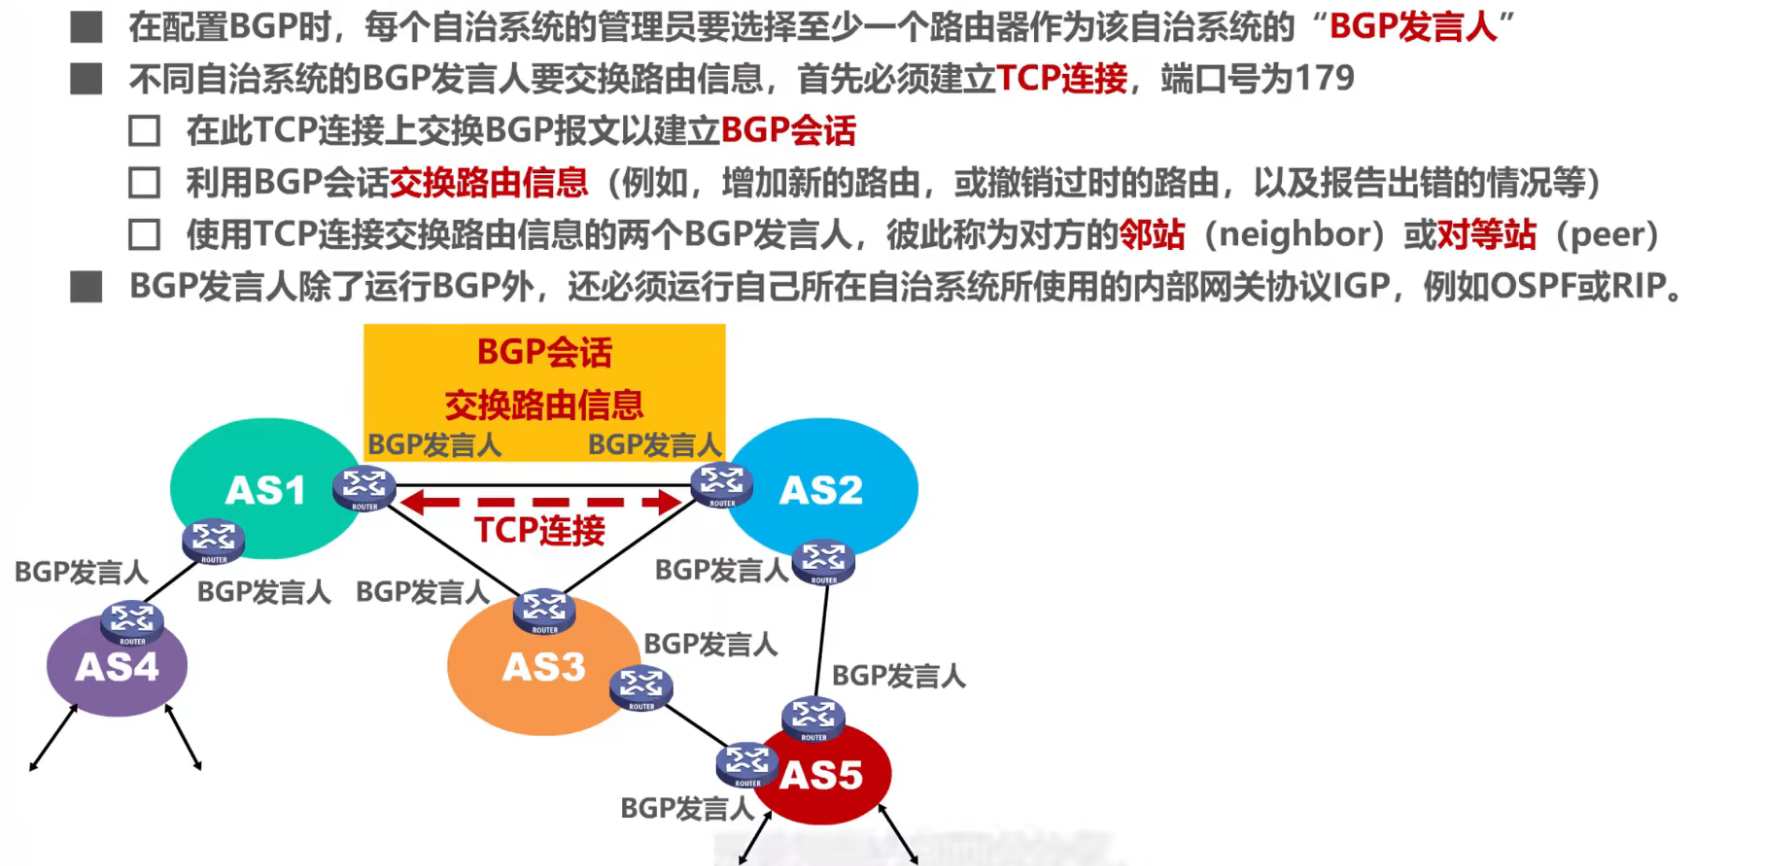 在配置BGP时，每个自治系统的管理员要选择至少一个路由器作为该自治系统的“BGP发言人”
不同自治系统的BGP发言人要交换路由信息，首先必须建立TCP连接，端口号为179
在此TCP连接上交换BGP报文以建立BGP会话
利用BGP会话交换路由信息（例如，增加新的路由，或撤销过时的路由，以及报告出错的情况等）
使用TCP连接交换路由信息的两个BGP发言人，彼此称为对方的邻站（neighbor）或对等站（peer）
BGP发言人除了运行BGP外，还必须运行自己所在自治系统所使用的内部网关协议IGP，例如OSPF或RIP。
BGP会话
交换路由信息
BGP发言人
BGP发言人
AS1
ROUTER
ROUTER
AS2
TCP连接
ROUTER
BGP发言人
BGP发言人
BGP发言人
BGP发言人
ROUTER
ROUTER
ROUTER
AS4
AS3
BGP发言人
ROUTER
BGP发言人
ROUTER
ROUTER
AS5
BGP发言人